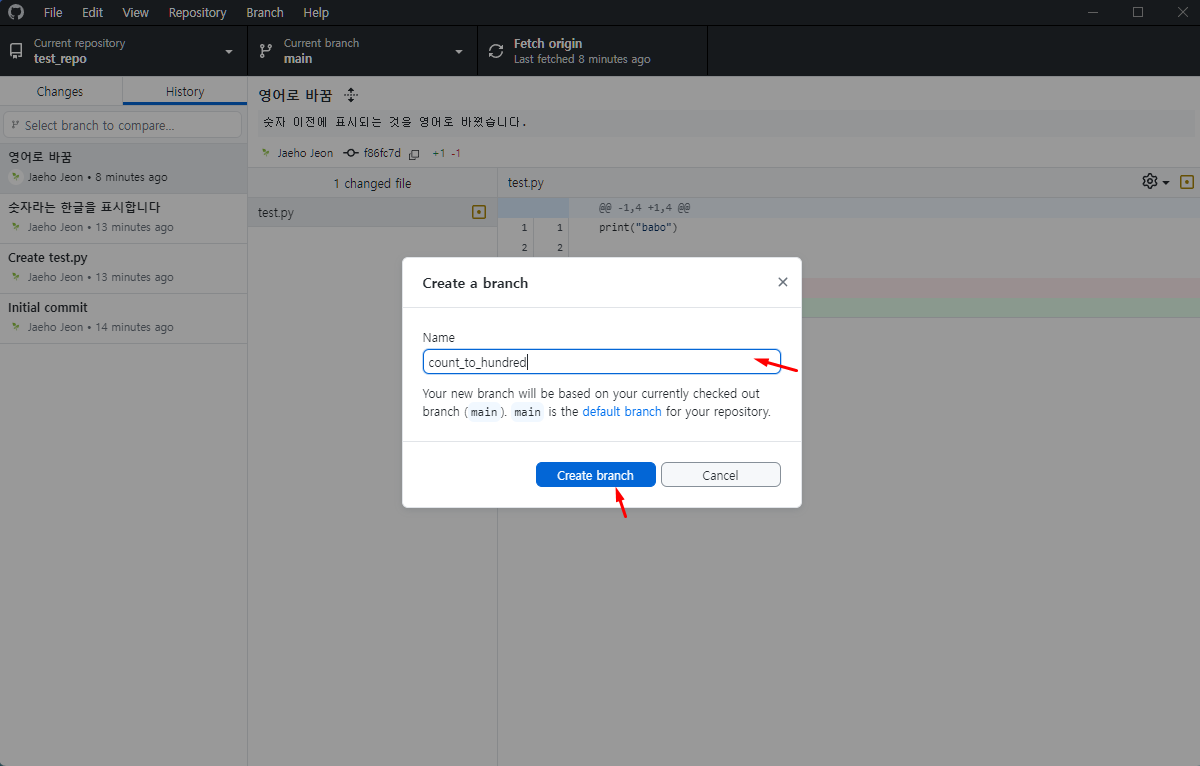 File Edit View Repository Branch Help
Current repository
test_repo
Current branch
main
Fetch origin
Last fetched 8 minutes ago
Changes History
Select branch to compare...
영어로 바꿈
Jaeho Jeon • 8 minutes ago
숫자라는 한글을 표시합니다
Jaeho Jeon • 13 minutes ago
Create test.py
Jaeho Jeon • 13 minutes ago
Initial commit
Jaeho Jeon • 14 minutes ago
영어로 바꿈
숫자 이전에 표시되는 것을 영어로 바꿨습니다.
Jaeho Jeon f86fc7d +1 -1
1 changed file
test.py
test.py
@@ -1,4 +1,4 @@
1 1 print("babo")
2 2
Create a branch
Name
count_to_hundred
Your new branch will be based on your currently checked out
branch (main). main is the default branch for your repository.
Create branch Cancel